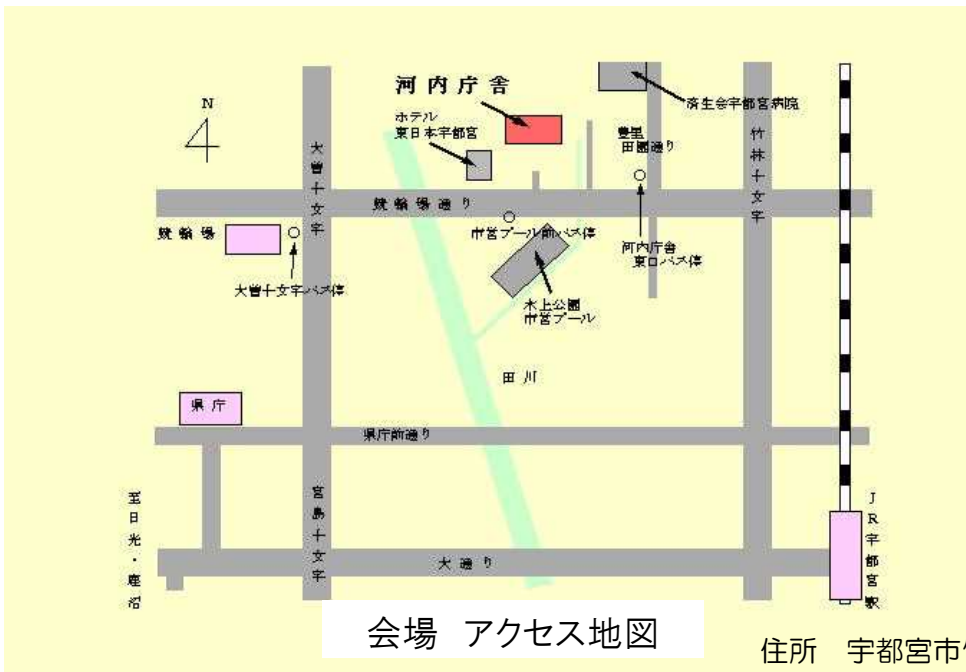 河内庁舎
済生会宇都宮病院
N
ホテル
東日本宇都宮
豊里
田園通り
大曽十文字
竹林十文字
競輪場通り
競輪場
市営プール前バス停
河内庁舎
東口バス停
大曽十文字バス停
水上公園
市営プール
田川
県庁
県庁前通り
至日光・鹿沼
宮島十文字
JR宇都宮駅
大通り
会場 アクセス地図
住所 宇都宮市